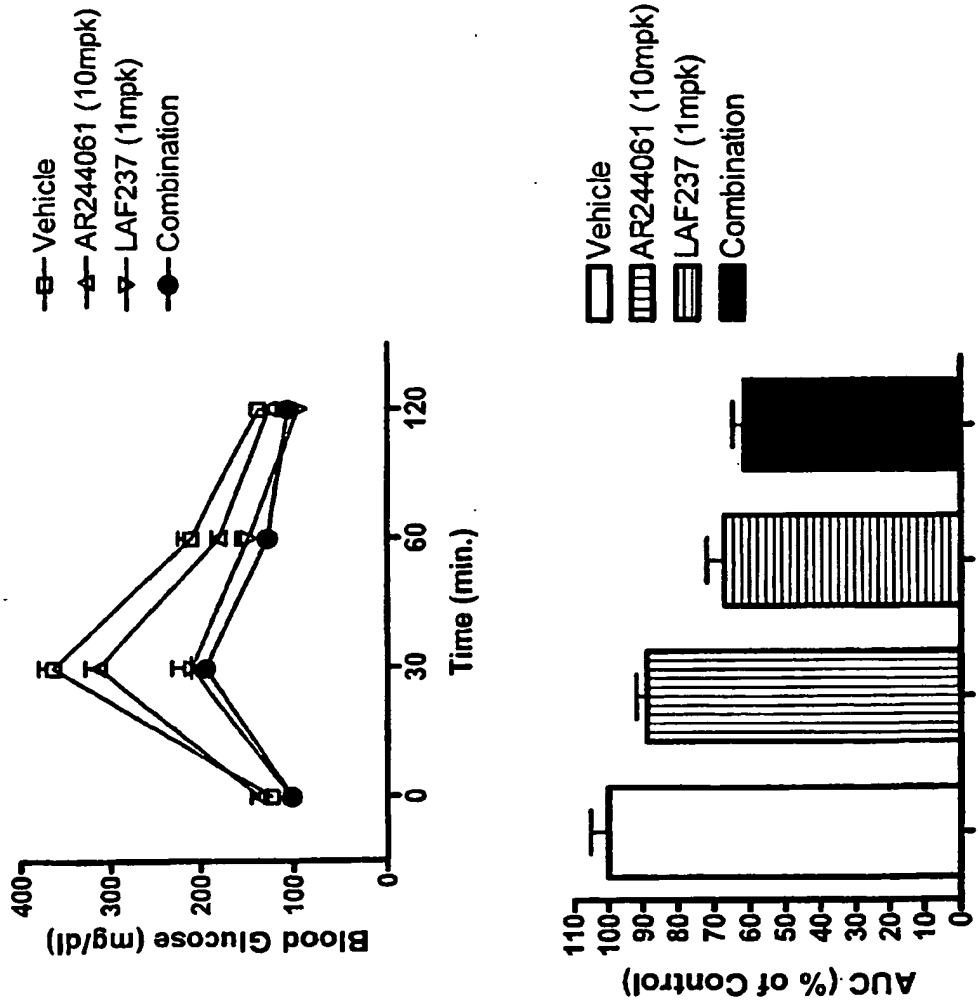 Blood Glucose (mg/dl)
400
300
200
100
0
0 30 60 120
Time (min.)
Vehicle
AR244061 (10mpk)
LAF237 (1mpk)
Combination
AUC (% of Control)
110
100
90
80
70
60
50
40
30
20
10
0
Vehicle
AR244061 (10mpk)
LAF237 (1mpk)
Combination